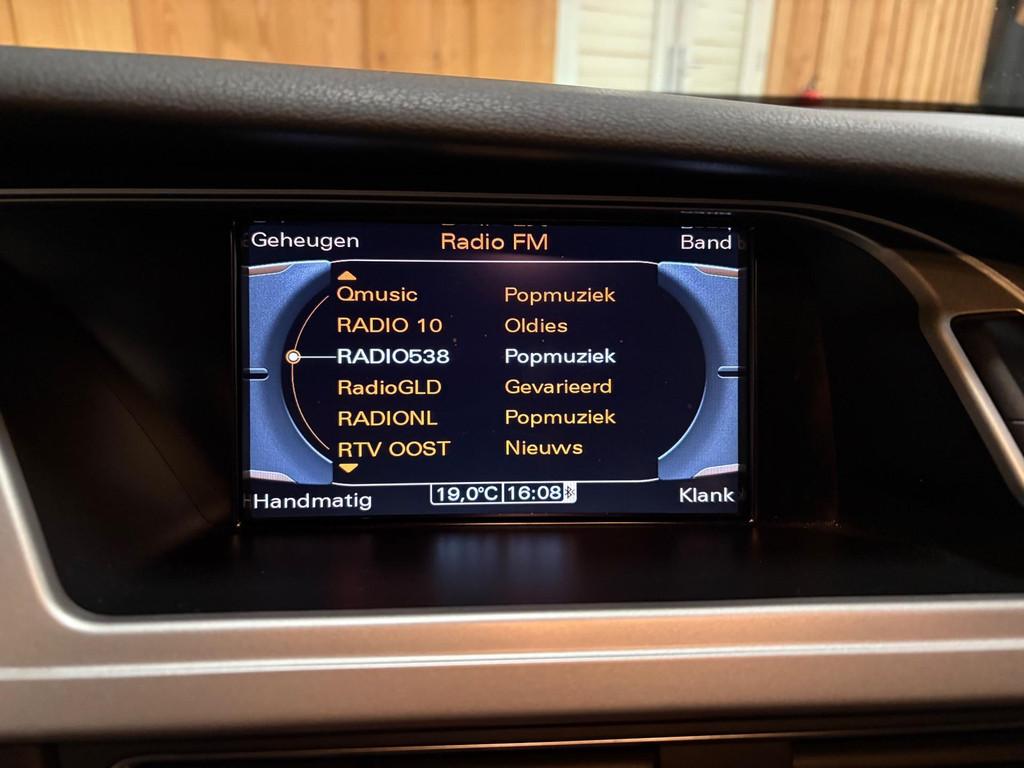 Geheugen Radio FM Band
Qmusic Popmuziek
RADIO 10 Oldies
RADIO538 Popmuziek
RadioGLD Gevarieerd
RADIONL Popmuziek
RTV OOST Nieuws
Handmatig 19,0°C 16:08 Klank